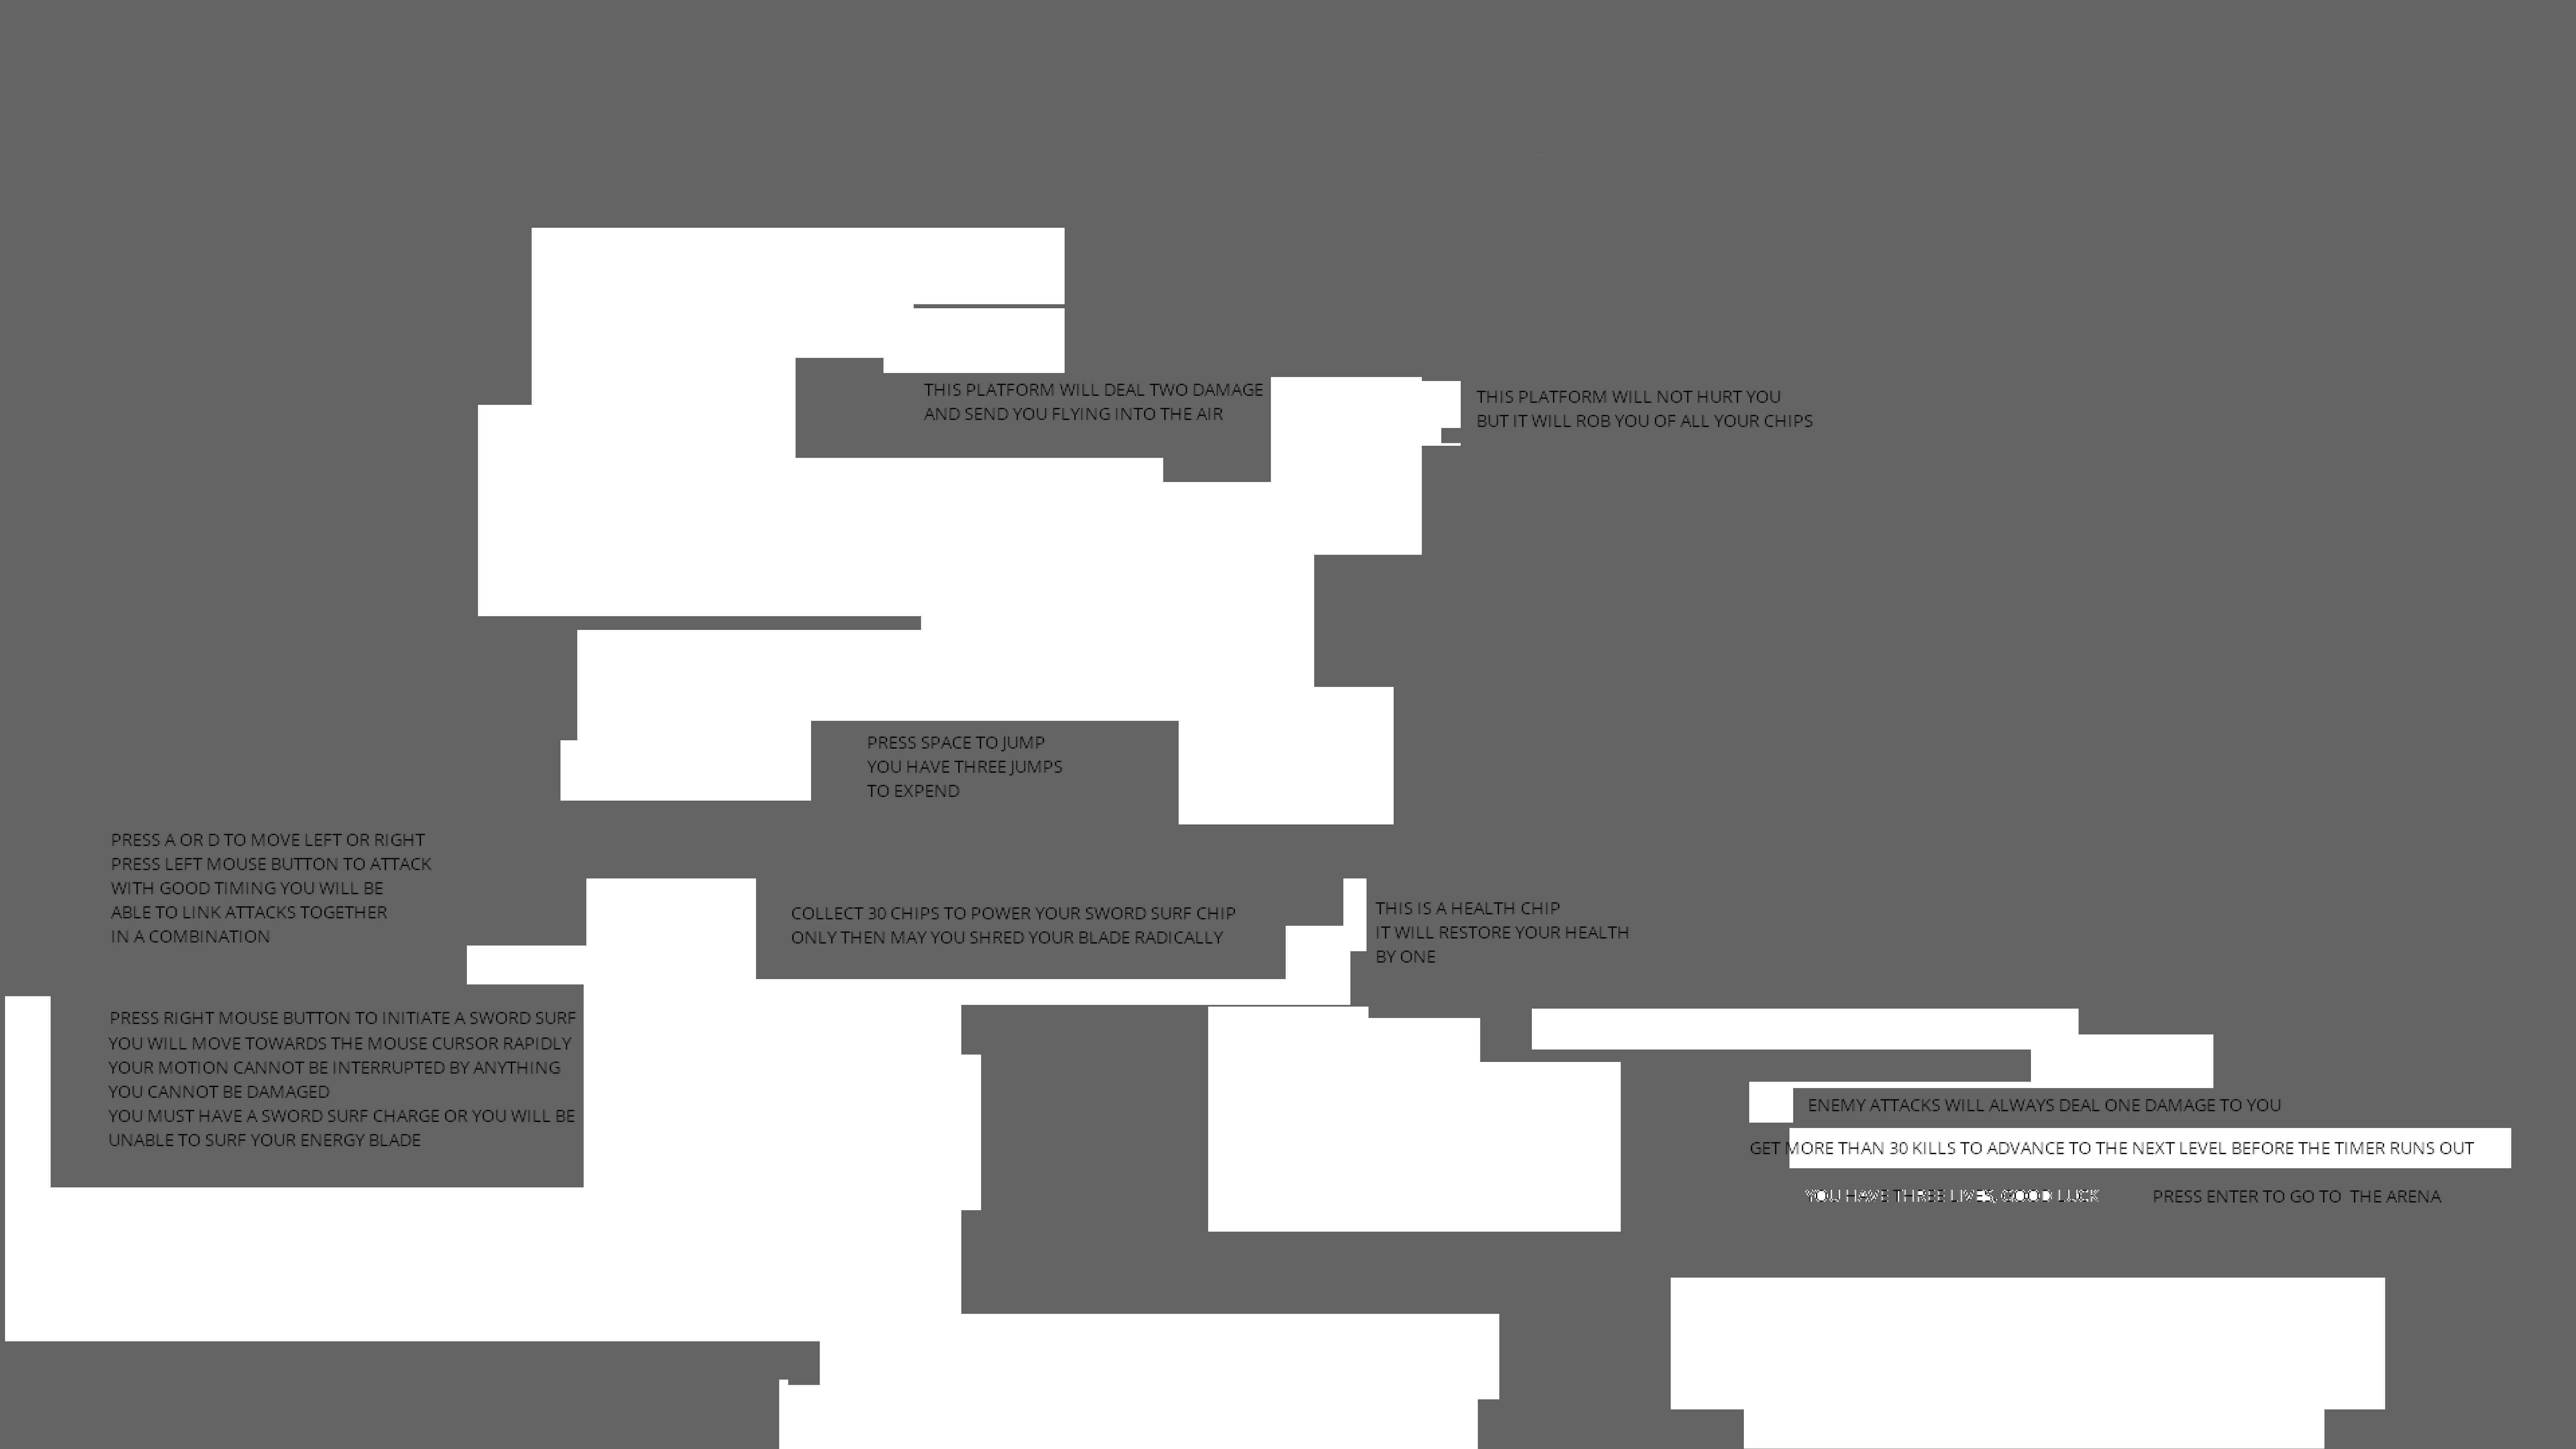 THIS PLATFORM WILL DEAL TWO DAMAGE
AND SEND YOU FLYING INTO THE AIR
THIS PLATFORM WILL NOT HURT YOU
BUT IT WILL ROB YOU OF ALL YOUR CHIPS
PRESS SPACE TO JUMP
YOU HAVE THREE JUMPS
TO EXPEND
PRESS A OR D TO MOVE LEFT OR RIGHT
PRESS LEFT MOUSE BUTTON TO ATTACK
WITH GOOD TIMING YOU WILL BE
ABLE TO LINK ATTACKS TOGETHER
IN A COMBINATION
COLLECT 30 CHIPS TO POWER YOUR SWORD SURF CHIP
ONLY THEN MAY YOU SHRED YOUR BLADE RADICALLY
THIS IS A HEALTH CHIP
IT WILL RESTORE YOUR HEALTH
BY ONE
PRESS RIGHT MOUSE BUTTON TO INITIATE A SWORD SURF
YOU WILL MOVE TOWARDS THE MOUSE CURSOR RAPIDLY
YOUR MOTION CANNOT BE INTERRUPTED BY ANYTHING
YOU CANNOT BE DAMAGED
YOU MUST HAVE A SWORD SURF CHARGE OR YOU WILL BE
UNABLE TO SURF YOUR ENERGY BLADE
ENEMY ATTACKS WILL ALWAYS DEAL ONE DAMAGE TO YOU
GET MORE THAN 30 KILLS TO ADVANCE TO THE NEXT LEVEL BEFORE THE TIMER RUNS OUT
YOU HAVE THREE LIVES, GOOD LUCK
PRESS ENTER TO GO TO THE ARENA